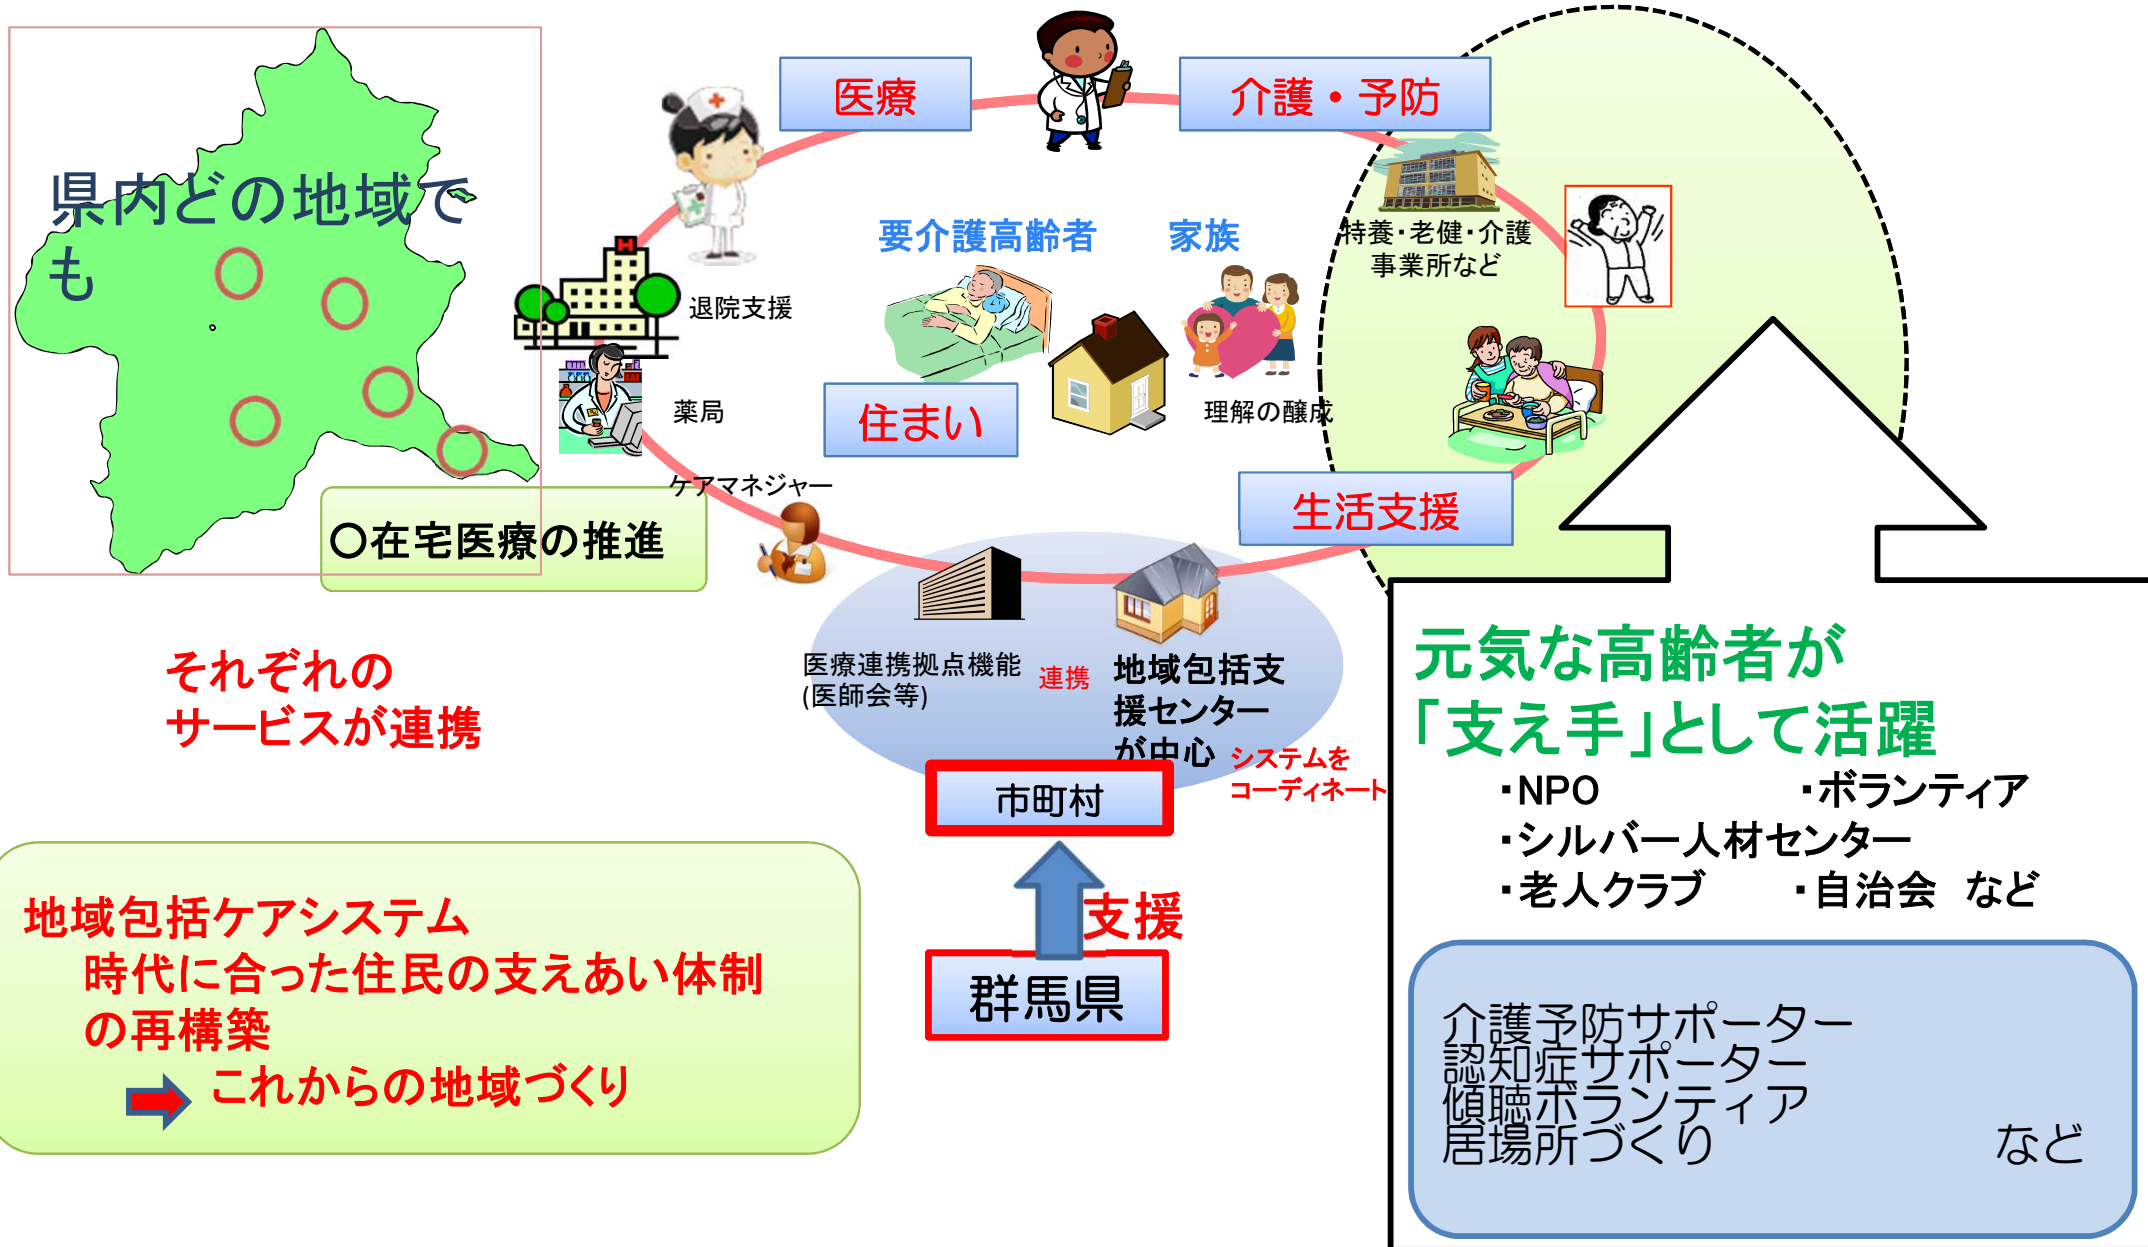 医療
介護・予防
県内どの地域で
も
要介護高齢者
家族
特養・老健・介護
事業所など
退院支援
薬局
住まい
理解の醸成
ケアマネジャー
生活支援
〇在宅医療の推進
それぞれの
サービスが連携
医療連携拠点機能
(医師会等)
連携
地域包括支
援センター
が中心
システムを
コーディネート
市町村
支援
群馬県
元気な高齢者が
「支え手」として活躍
・NPO ・ボランティア
・シルバー人材センター
・老人クラブ ・自治会 など
介護予防サポーター
認知症サポーター
傾聴ボランティア
居場所づくり など
地域包括ケアシステム
時代に合った住民の支えあい体制
の再構築
これからの地域づくり
H